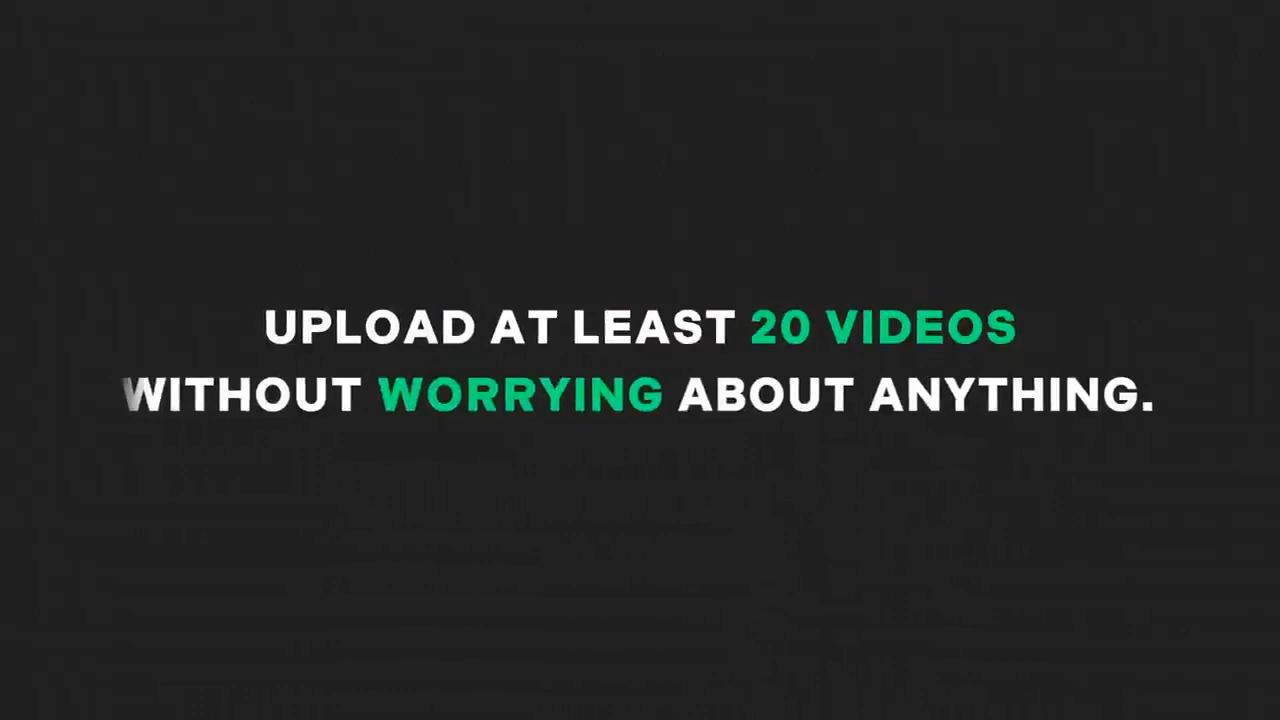 UPLOAD AT LEAST 20 VIDEOS
WITHOUT WORRYING ABOUT ANYTHING.